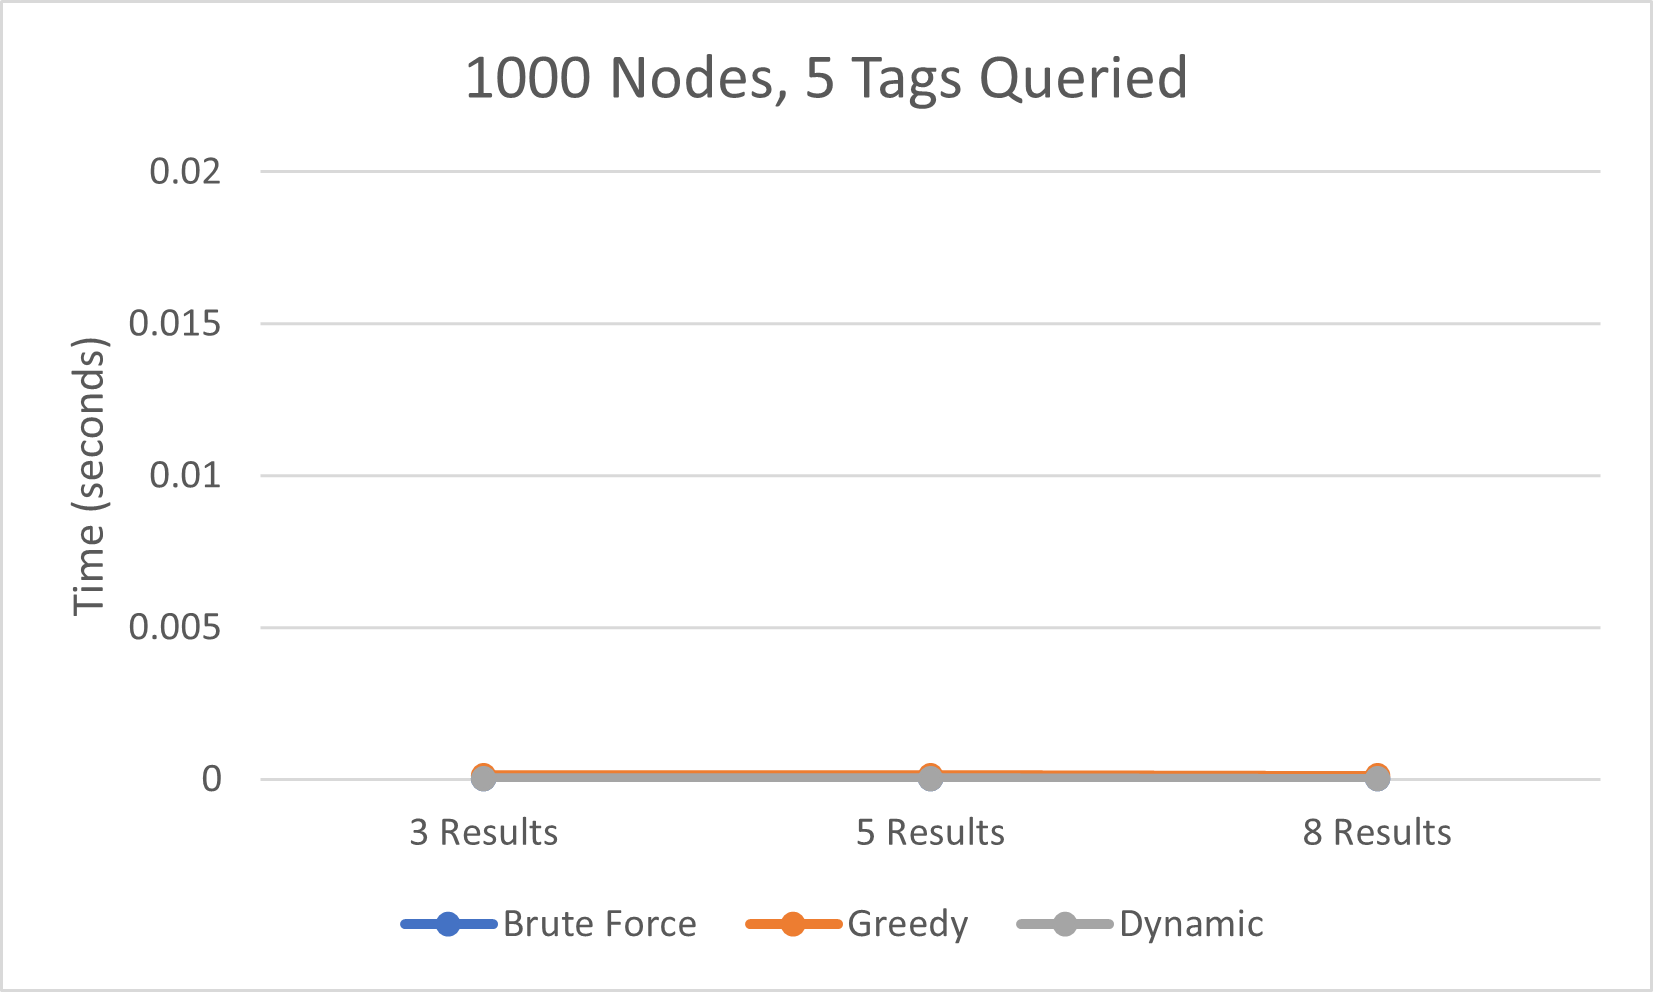 1000 Nodes, 5 Tags Queried
0.02
0.015
0.01
0.005
0
Time (seconds)
3 Results 5 Results 8 Results
Brute Force Greedy Dynamic